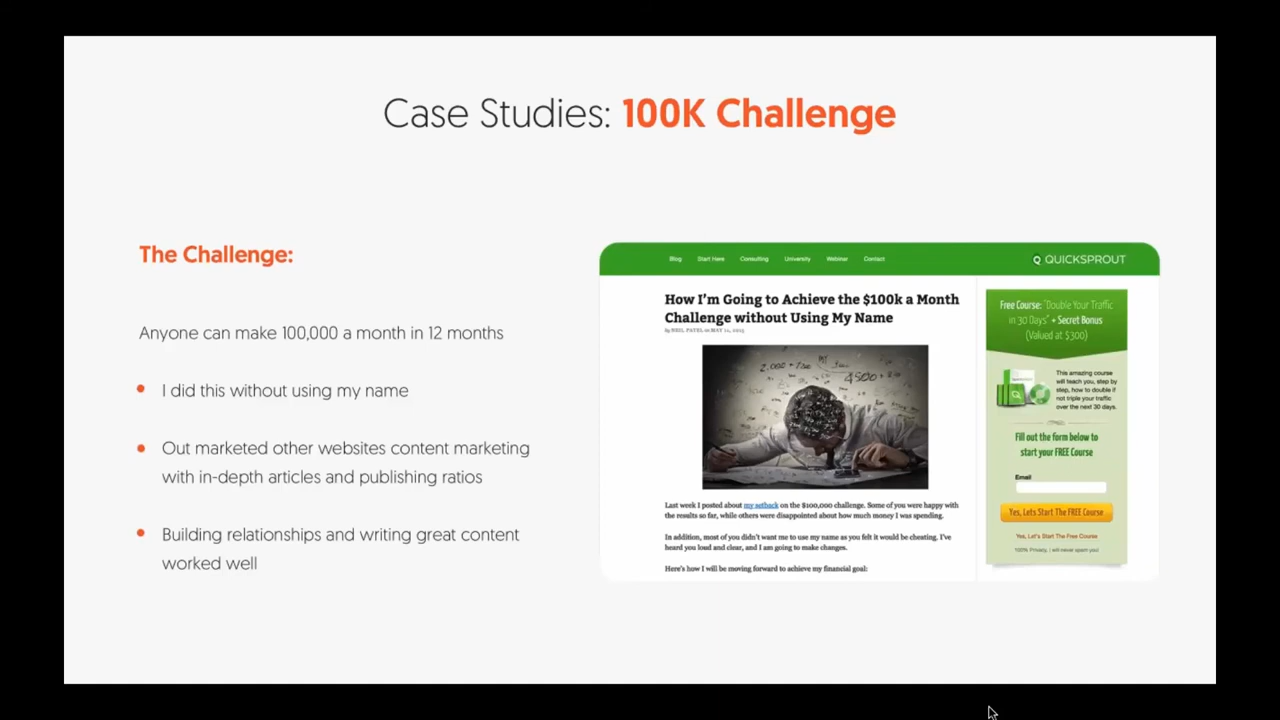 Case Studies: 100K Challenge
The Challenge:
Anyone can make 100,000 a month in 12 months
I did this without using my name
Out marketed other websites content marketing
with in-depth articles and publishing ratios
Building relationships and writing great content
worked well
Blog Start Here Consulting University Webinar Contact
QUICKSPROUT
How I'm Going to Achieve the $100k a Month
Challenge without Using My Name
by NEIL PATEL on MAY 11, 2015
2,000 +
4500
Last week I posted about my setback on the $100,000 challenge. Some of you were happy with
the results so far, while others were disappointed about how much money I was spending.
In addition, most of you didn't want me to use my name as you felt it would be cheating. I've
heard you loud and clear, and I am going to make changes.
Here's how I will be moving forward to achieve my financial goal:
Free Course: "Double Your Traffic
in 30 Days" + Secret Bonus
(Valued at $300)
This amazing course
will teach you, step by
step, how to double if
not triple your traffic
over the next 30 days.
Fill out the form below to
start your FREE Course
Email
Yes, Lets Start The FREE Course
Yes, Let's Start The Free Course
100% Privacy. I will never spam you!